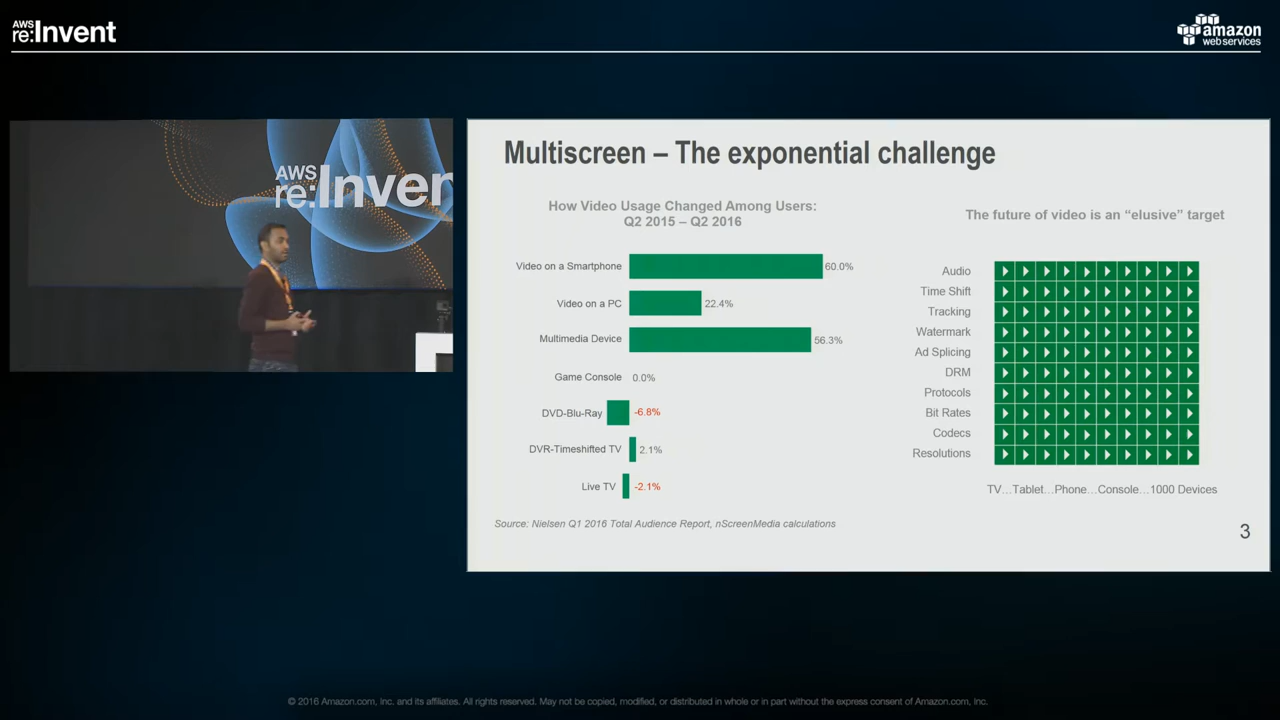 AWS
re:Invent
amazon
web services
AWS
re:Inven
Multiscreen – The exponential challenge
How Video Usage Changed Among Users:
Q2 2015 – Q2 2016
Video on a Smartphone 60.0%
Video on a PC 22.4%
Multimedia Device 56.3%
Game Console 0.0%
DVD-Blu-Ray -6.8%
DVR-Timeshifted TV 2.1%
Live TV -2.1%
Source: Nielsen Q1 2016 Total Audience Report, nScreenMedia calculations
The future of video is an “elusive” target
Audio
Time Shift
Tracking
Watermark
Ad Splicing
DRM
Protocols
Bit Rates
Codecs
Resolutions
TV…Tablet…Phone…Console…1000 Devices
3
© 2016 Amazon.com, Inc. and its affiliates. All rights reserved. May not be copied, modified, or distributed in whole or in part without the express consent of Amazon.com, Inc.